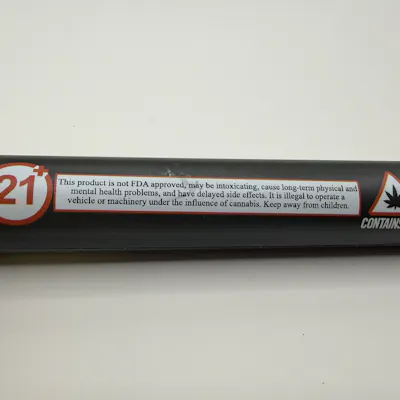 21+
This product is not FDA approved, may be intoxicating, cause long-term physical and
mental health problems, and have delayed side effects. It is illegal to operate a
vehicle or machinery under the influence of cannabis. Keep away from children.
CONTAINS